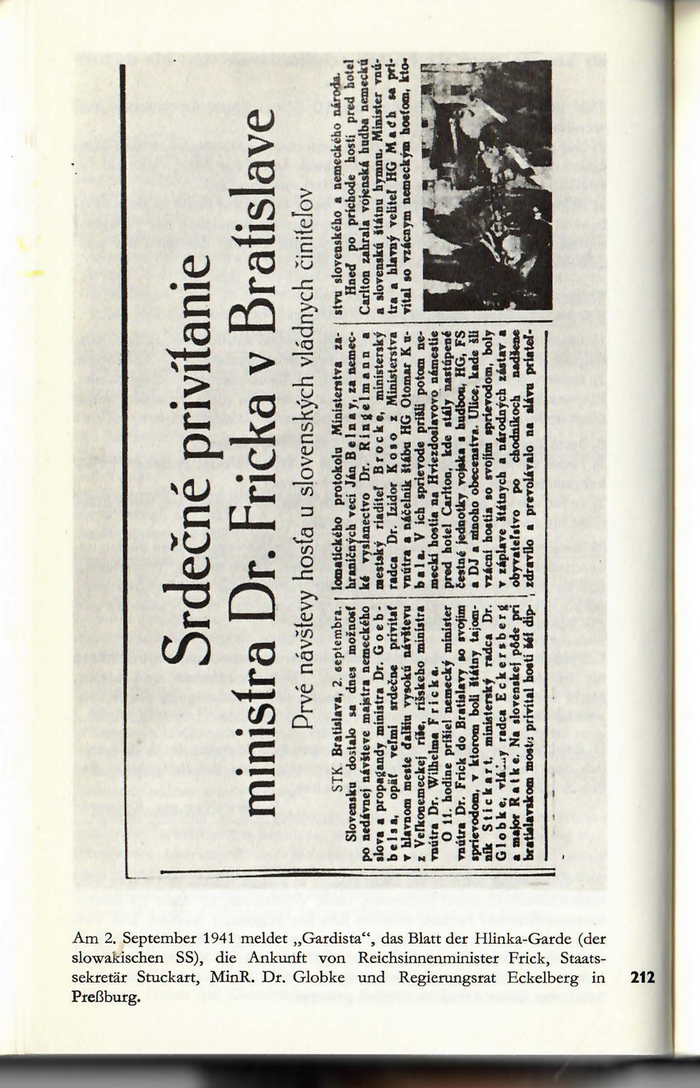 Srdečné privítanie
ministra Dr. Fricka v Bratislave
Prvé návštevy hosťa u slovenských vládnych činiteľov
STK. Bratislava, 2. septembra.
Slovensku dostalo sa dnes možnosť
po nedávnej návšteve majstra nemeckého
slova a propagandy ministra Dr. Goeb-
belsa, opäť veľmi srdečne privítať
v hlavnom meste ďalšiu vysokú návštevu
z Veľkonemeckej ríše, ríšskeho ministra
vnútra Dr. Wilhelma Fricka.
O 11. hodine prišiel nemecký minister
vnútra Dr. Frick do Bratislavy so svojím
sprievodom, v ktorom boli štátny tajom-
ník Stickart, ministerský radca Dr.
Globke, radca Eckersberg
a major Ratke. Na slovenskej pôde pri
bratislavskom mostu privítal hostí šéf dip-
lomatického protokolu Ministerstva za-
hraničných vecí Ján Belnay, za nemec-
ké vyslanectvo Dr. Ringelmann a
mestský riaditeľ Brocke, ministerský
radca Dr. Izidor Koso z Ministerstva
vnútra a náčelník štábu HG Otomar Ku-
bala. V ich sprievode prišli potom ne-
meckí hostia na Hviezdoslavovo námestie
pred hotel Carlton, kde stály nastúpené
čestné jednotky vojska s hudbou, HG, FS
a DJ a mnoho obecenstva. Ulice, kade šli
vzácni hostia so svojím sprievodom, boly
v záplave štátnych a národných zástav a
obyvateľstvo po chodníkoch nadšene
zdravilo a prevolávalo na slávu priateľ-
stvu slovenského a nemeckého národa.
Hneď po príchode hostí pred hotel
Carlton zahrala vojenská hudba nemeckú
a slovenskú štátnu hymnu. Minister vnú-
tra a hlavný veliteľ HG Mach sa pri-
vítal so vzácnym nemeckým hosťom, kto-
Am 2. September 1941 meldet „Gardista“, das Blatt der Hlinka-Garde (der
slowakischen SS), die Ankunft von Reichsinnenminister Frick, Staats-
sekretär Stuckart, MinR. Dr. Globke und Regierungsrat Eckelberg in
Preßburg.
212